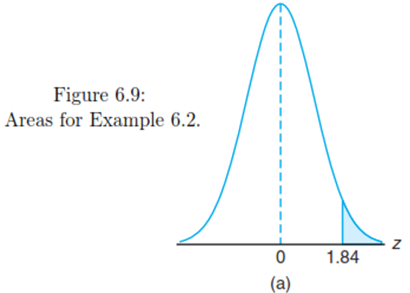 Figure 6.9:
Areas for Example 6.2.
z
0 1.84
(a)